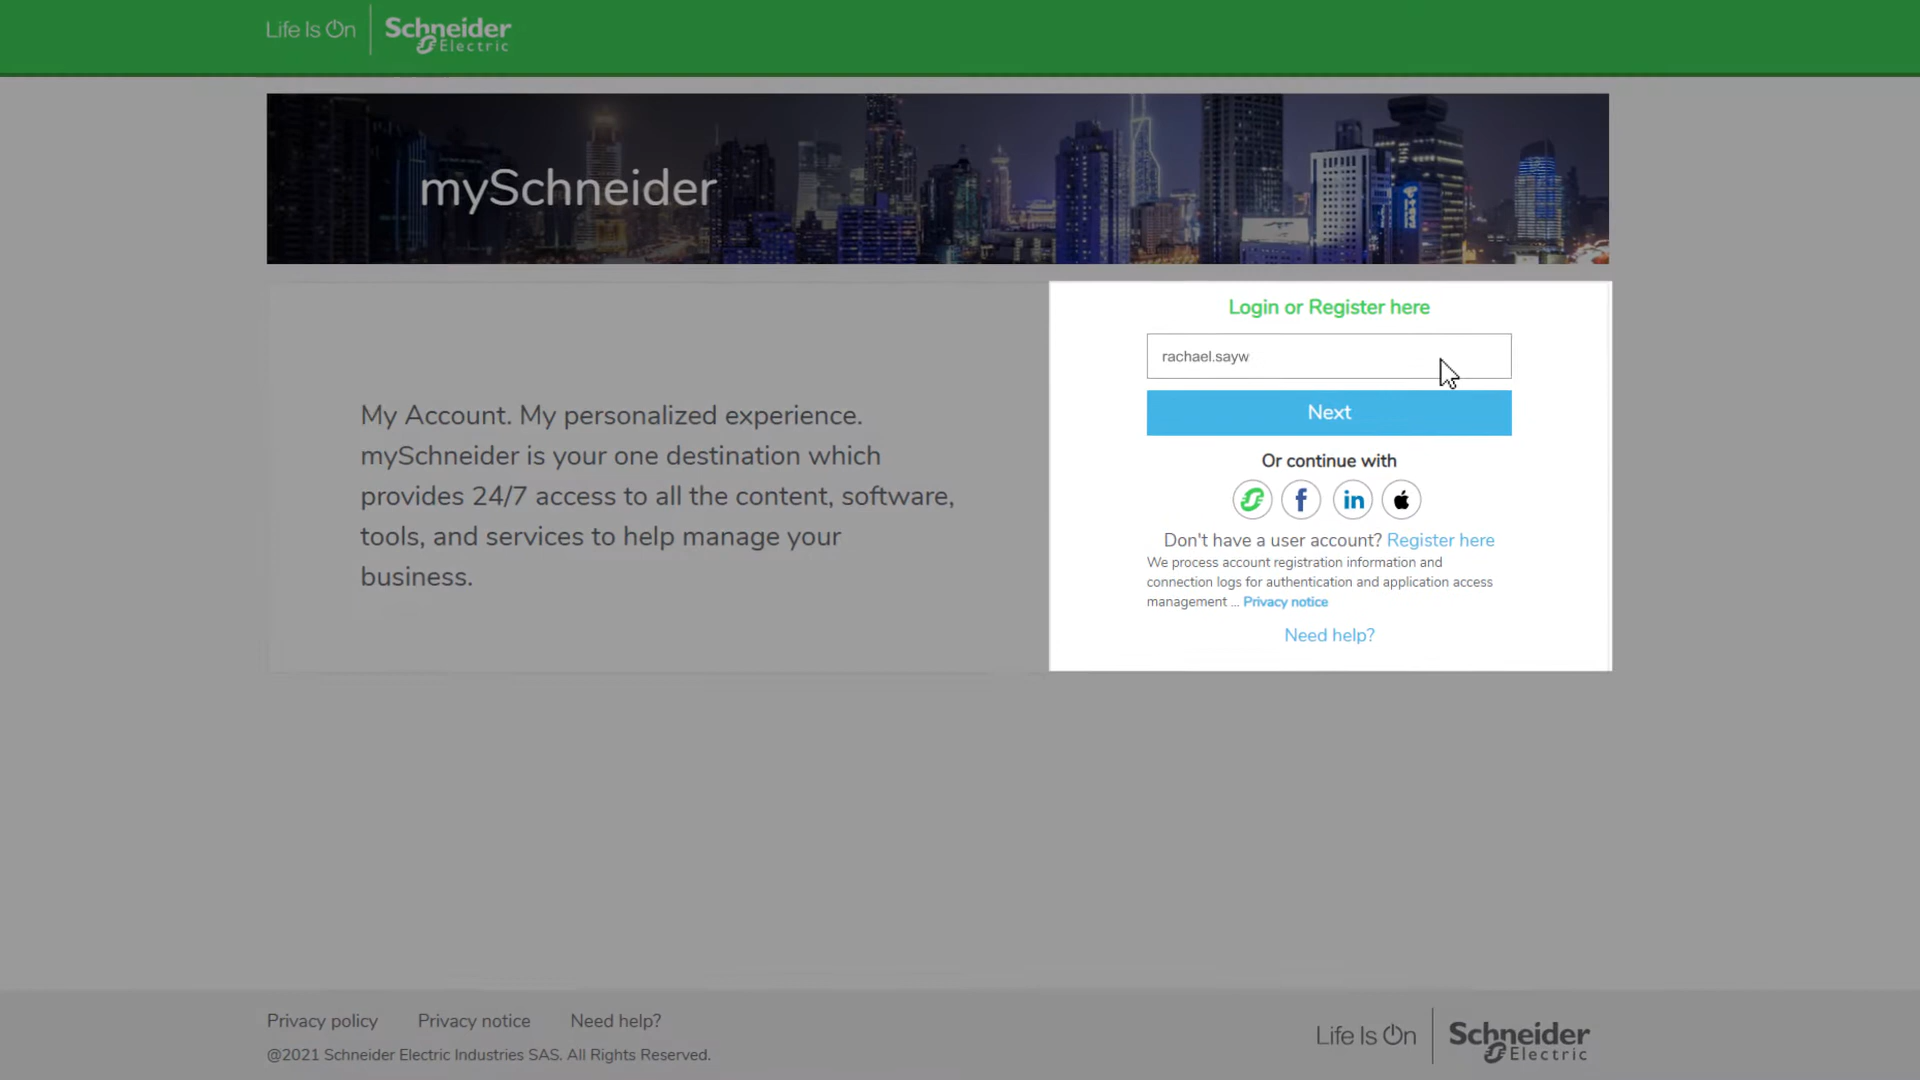 Life Is On
Schneider
Electric
mySchneider
My Account. My personalized experience.
mySchneider is your one destination which
provides 24/7 access to all the content, software,
tools, and services to help manage your
business.
Login or Register here
rachael.sayw
Next
Or continue with
Don't have a user account? Register here
We process account registration information and
connection logs for authentication and application access
management ... Privacy notice
Need help?
Privacy policy Privacy notice Need help?
@2021 Schneider Electric Industries SAS. All Rights Reserved.
Life Is On
Schneider
Electric